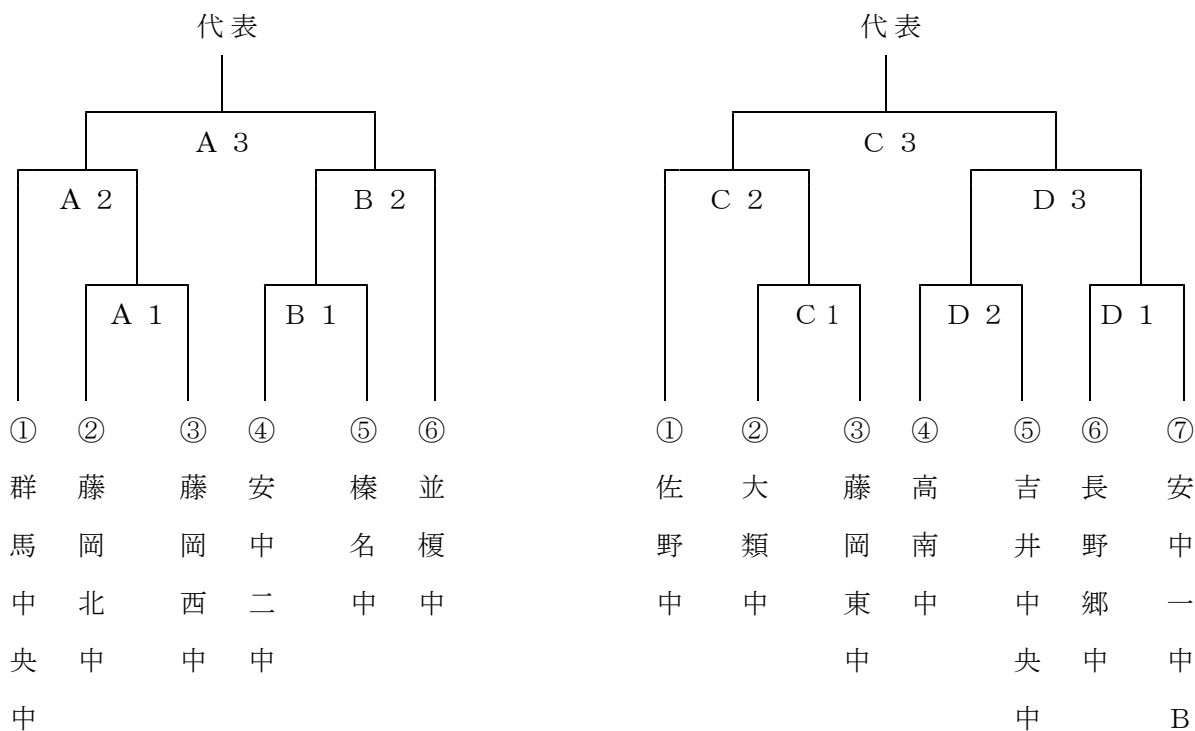 代表
A 3
A 2
B 2
A 1
B 1
① 群馬中央中
② 藤岡北中
③ 藤岡西中
④ 安中二中
⑤ 榛名中
⑥ 並榎中
代表
C 3
C 2
D 3
C1
D 2
D 1
① 佐野中
② 大類中
③ 藤岡東中
④ 高南中
⑤ 吉井中央中
⑥ 長野郷中
⑦ 安中一中B